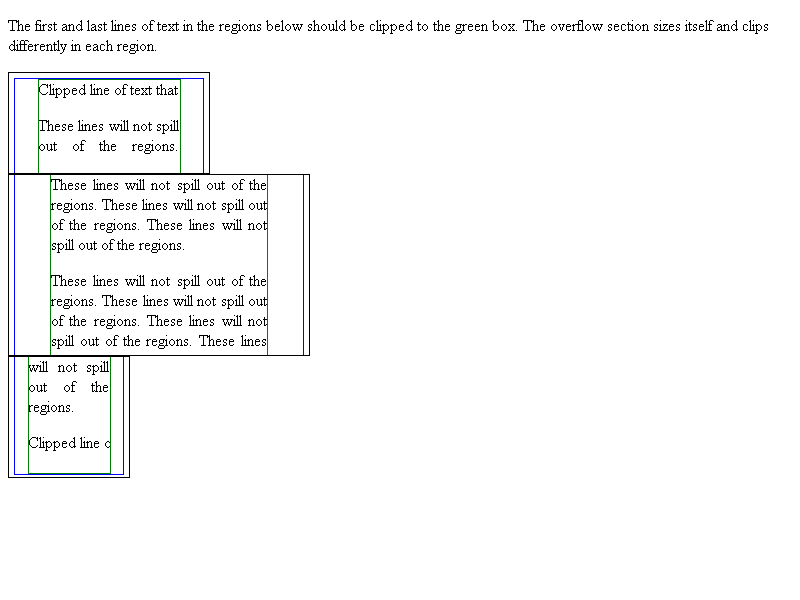 The first and last lines of text in the regions below should be clipped to the green box. The overflow section sizes itself and clips
differently in each region.
Clipped line of text that
These lines will not spill
out of the regions.
These lines will not spill out of the
regions. These lines will not spill out
of the regions. These lines will not
spill out of the regions.
These lines will not spill out of the
regions. These lines will not spill out
of the regions. These lines will not
spill out of the regions. These lines
will not spill
out of the
regions.
Clipped line